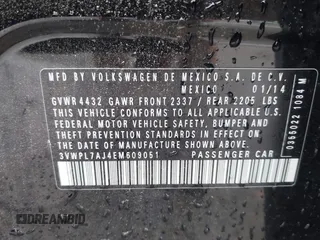 MFD BY VOLKSWAGEN DE MEXICO S.A. DE C.V.
MEXICO 01/14
GVWR 4432 GAWR FRONT 2337 / REAR 2205 LBS
THIS VEHICLE CONFORMS TO ALL APPLICABLE U.S.
FEDERAL MOTOR VEHICLE SAFETY, BUMPER AND
THEFT PREVENTION STANDARDS IN EFFECT ON THE
DATE OF MANUFACTURE SHOWN ABOVE
3VWPL7AJ4EM609051 PASSENGER CAR
0355022 1084 M
DREAMBID